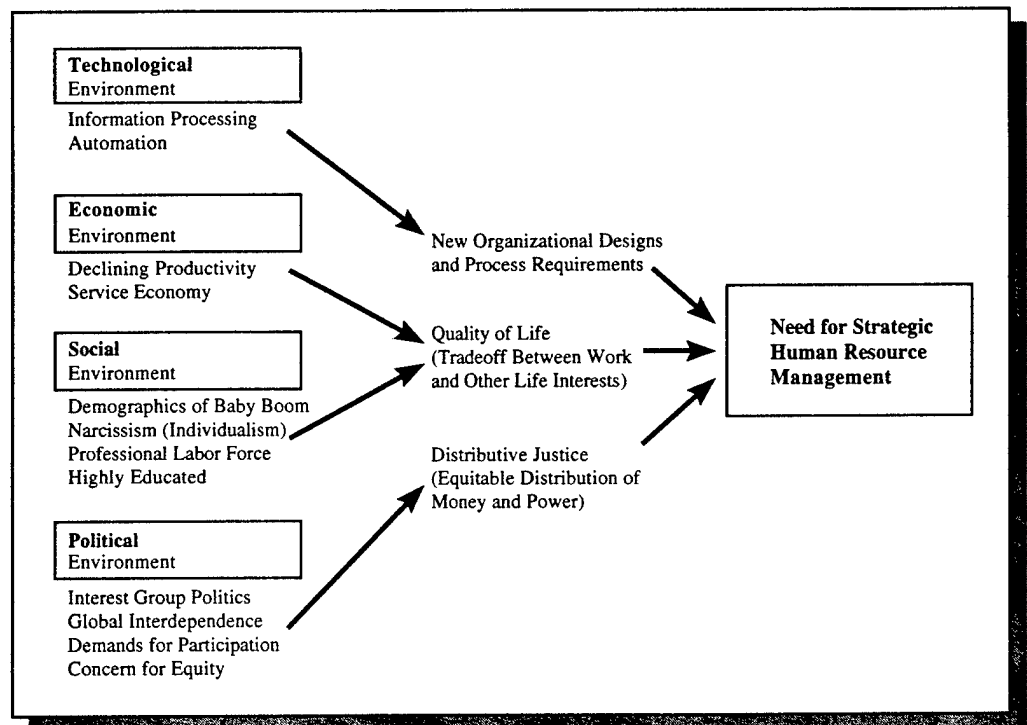 Technological
Environment
Information Processing
Automation
Economic
Environment
Declining Productivity
Service Economy
Social
Environment
Demographics of Baby Boom
Narcissism (Individualism)
Professional Labor Force
Highly Educated
Political
Environment
Interest Group Politics
Global Interdependence
Demands for Participation
Concern for Equity
New Organizational Designs
and Process Requirements
Quality of Life
(Tradeoff Between Work
and Other Life Interests)
Distributive Justice
(Equitable Distribution of
Money and Power)
Need for Strategic
Human Resource
Management